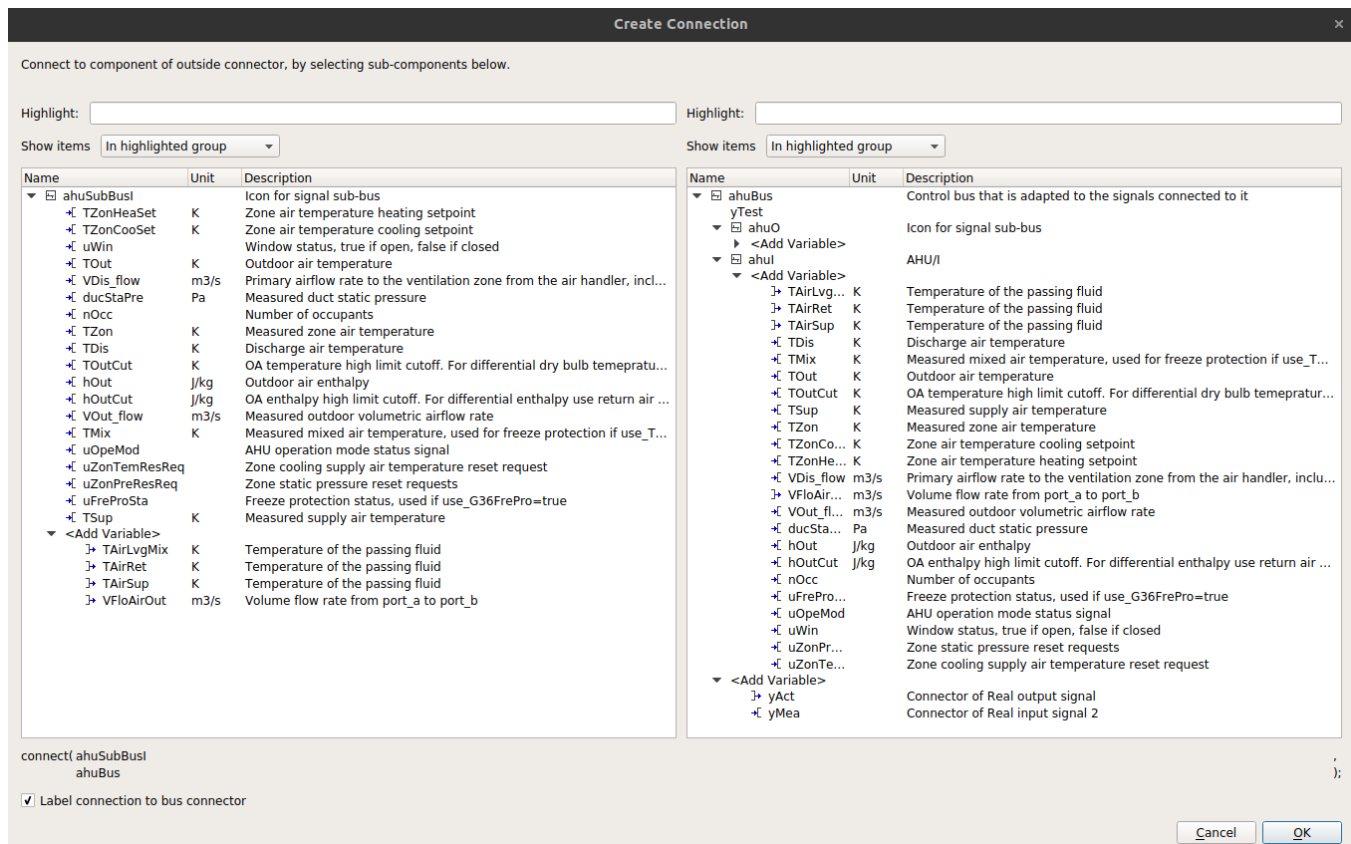 Create Connection
Connect to component of outside connector, by selecting sub-components below.
Highlight:
Show items In highlighted group
Name Unit Description
ahuSubBusI Icon for signal sub-bus
TZonHeaSet K Zone air temperature heating setpoint
TZonCooSet K Zone air temperature cooling setpoint
uWin Window status, true if open, false if closed
TOut K Outdoor air temperature
VDis_flow m3/s Primary airflow rate to the ventilation zone from the air handler, incl...
ducStaPre Pa Measured duct static pressure
nOcc Number of occupants
TZon K Measured zone air temperature
TDis K Discharge air temperature
TOutCut K OA temperature high limit cutoff. For differential dry bulb temepratu...
hOut J/kg Outdoor air enthalpy
hOutCut J/kg OA enthalpy high limit cutoff. For differential enthalpy use return air ...
VOut_flow m3/s Measured outdoor volumetric airflow rate
TMix K Measured mixed air temperature, used for freeze protection if use_T...
uOpeMod AHU operation mode status signal
uZonTemResReq Zone cooling supply air temperature reset request
uZonPreResReq Zone static pressure reset requests
uFreProSta Freeze protection status, used if use_G36FrePro=true
TSup K Measured supply air temperature
<Add Variable>
TAirLvgMix K Temperature of the passing fluid
TAirRet K Temperature of the passing fluid
TAirSup K Temperature of the passing fluid
VFloAirOut m3/s Volume flow rate from port_a to port_b
Highlight:
Show items In highlighted group
Name Unit Description
ahuBus Control bus that is adapted to the signals connected to it
yTest
ahuO Icon for signal sub-bus
<Add Variable>
ahuI AHU/I
<Add Variable>
TAirLvg... K Temperature of the passing fluid
TAirRet K Temperature of the passing fluid
TAirSup K Temperature of the passing fluid
TDis K Discharge air temperature
TMix K Measured mixed air temperature, used for freeze protection if use_T...
TOut K Outdoor air temperature
TOutCut K OA temperature high limit cutoff. For differential dry bulb temepratur...
TSup K Measured supply air temperature
TZon K Measured zone air temperature
TZonCo... K Zone air temperature cooling setpoint
TZonHe... K Zone air temperature heating setpoint
VDis_flow m3/s Primary airflow rate to the ventilation zone from the air handler, inclu...
VFloAir... m3/s Volume flow rate from port_a to port_b
VOut_fl... m3/s Measured outdoor volumetric airflow rate
ducSta... Pa Measured duct static pressure
hOut J/kg Outdoor air enthalpy
hOutCut J/kg OA enthalpy high limit cutoff. For differential enthalpy use return air ...
nOcc Number of occupants
uFrePro... Freeze protection status, used if use_G36FrePro=true
uOpeMod AHU operation mode status signal
uWin Window status, true if open, false if closed
uZonPr... Zone static pressure reset requests
uZonTe... Zone cooling supply air temperature reset request
<Add Variable>
yAct Connector of Real output signal
yMea Connector of Real input signal 2
connect( ahuSubBusI ,
ahuBus );
Label connection to bus connector
Cancel OK